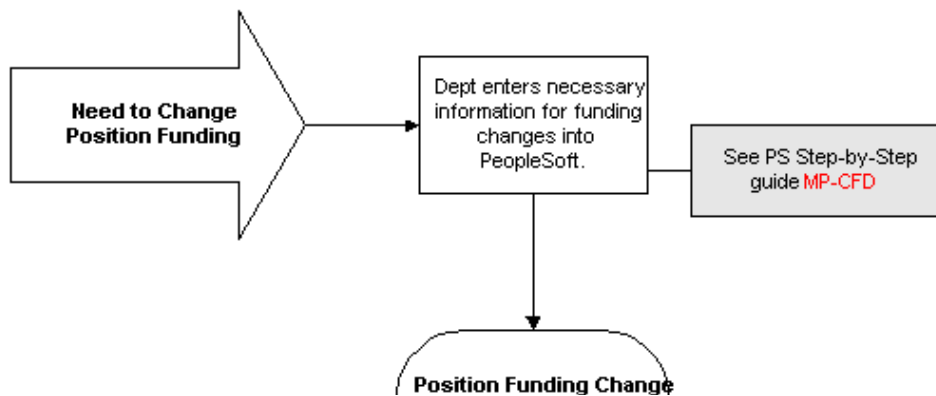 Need to Change
Position Funding
Dept enters necessary
information for funding
changes into
PeopleSoft.
See PS Step-by-Step
guide MP-CFD
Position Funding Change